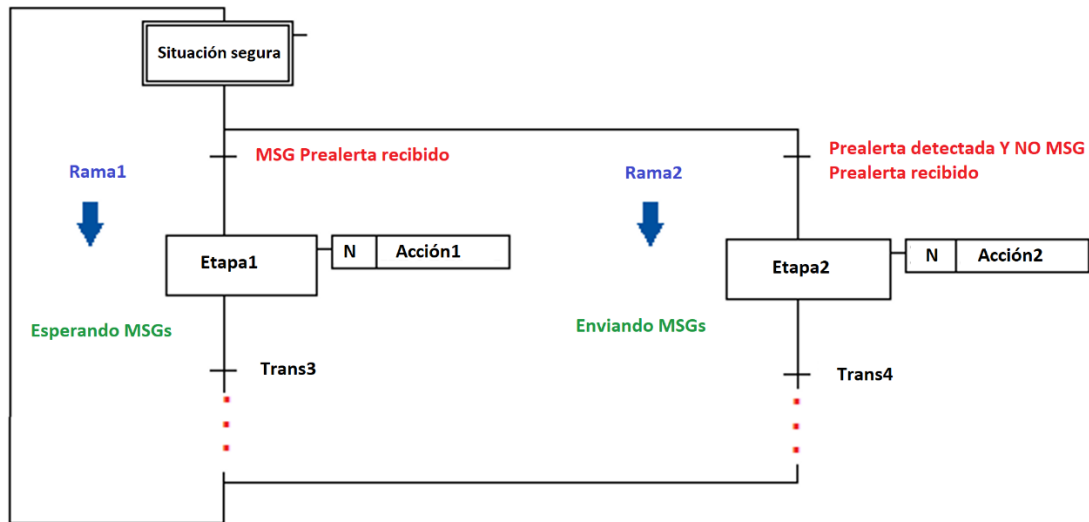 Situación segura
MSG Prealerta recibido
Prealerta detectada Y NO MSG
Prealerta recibido
Rama1
Rama2
Etapa1
N
Acción1
Etapa2
N
Acción2
Esperando MSGs
Enviando MSGs
Trans3
Trans4